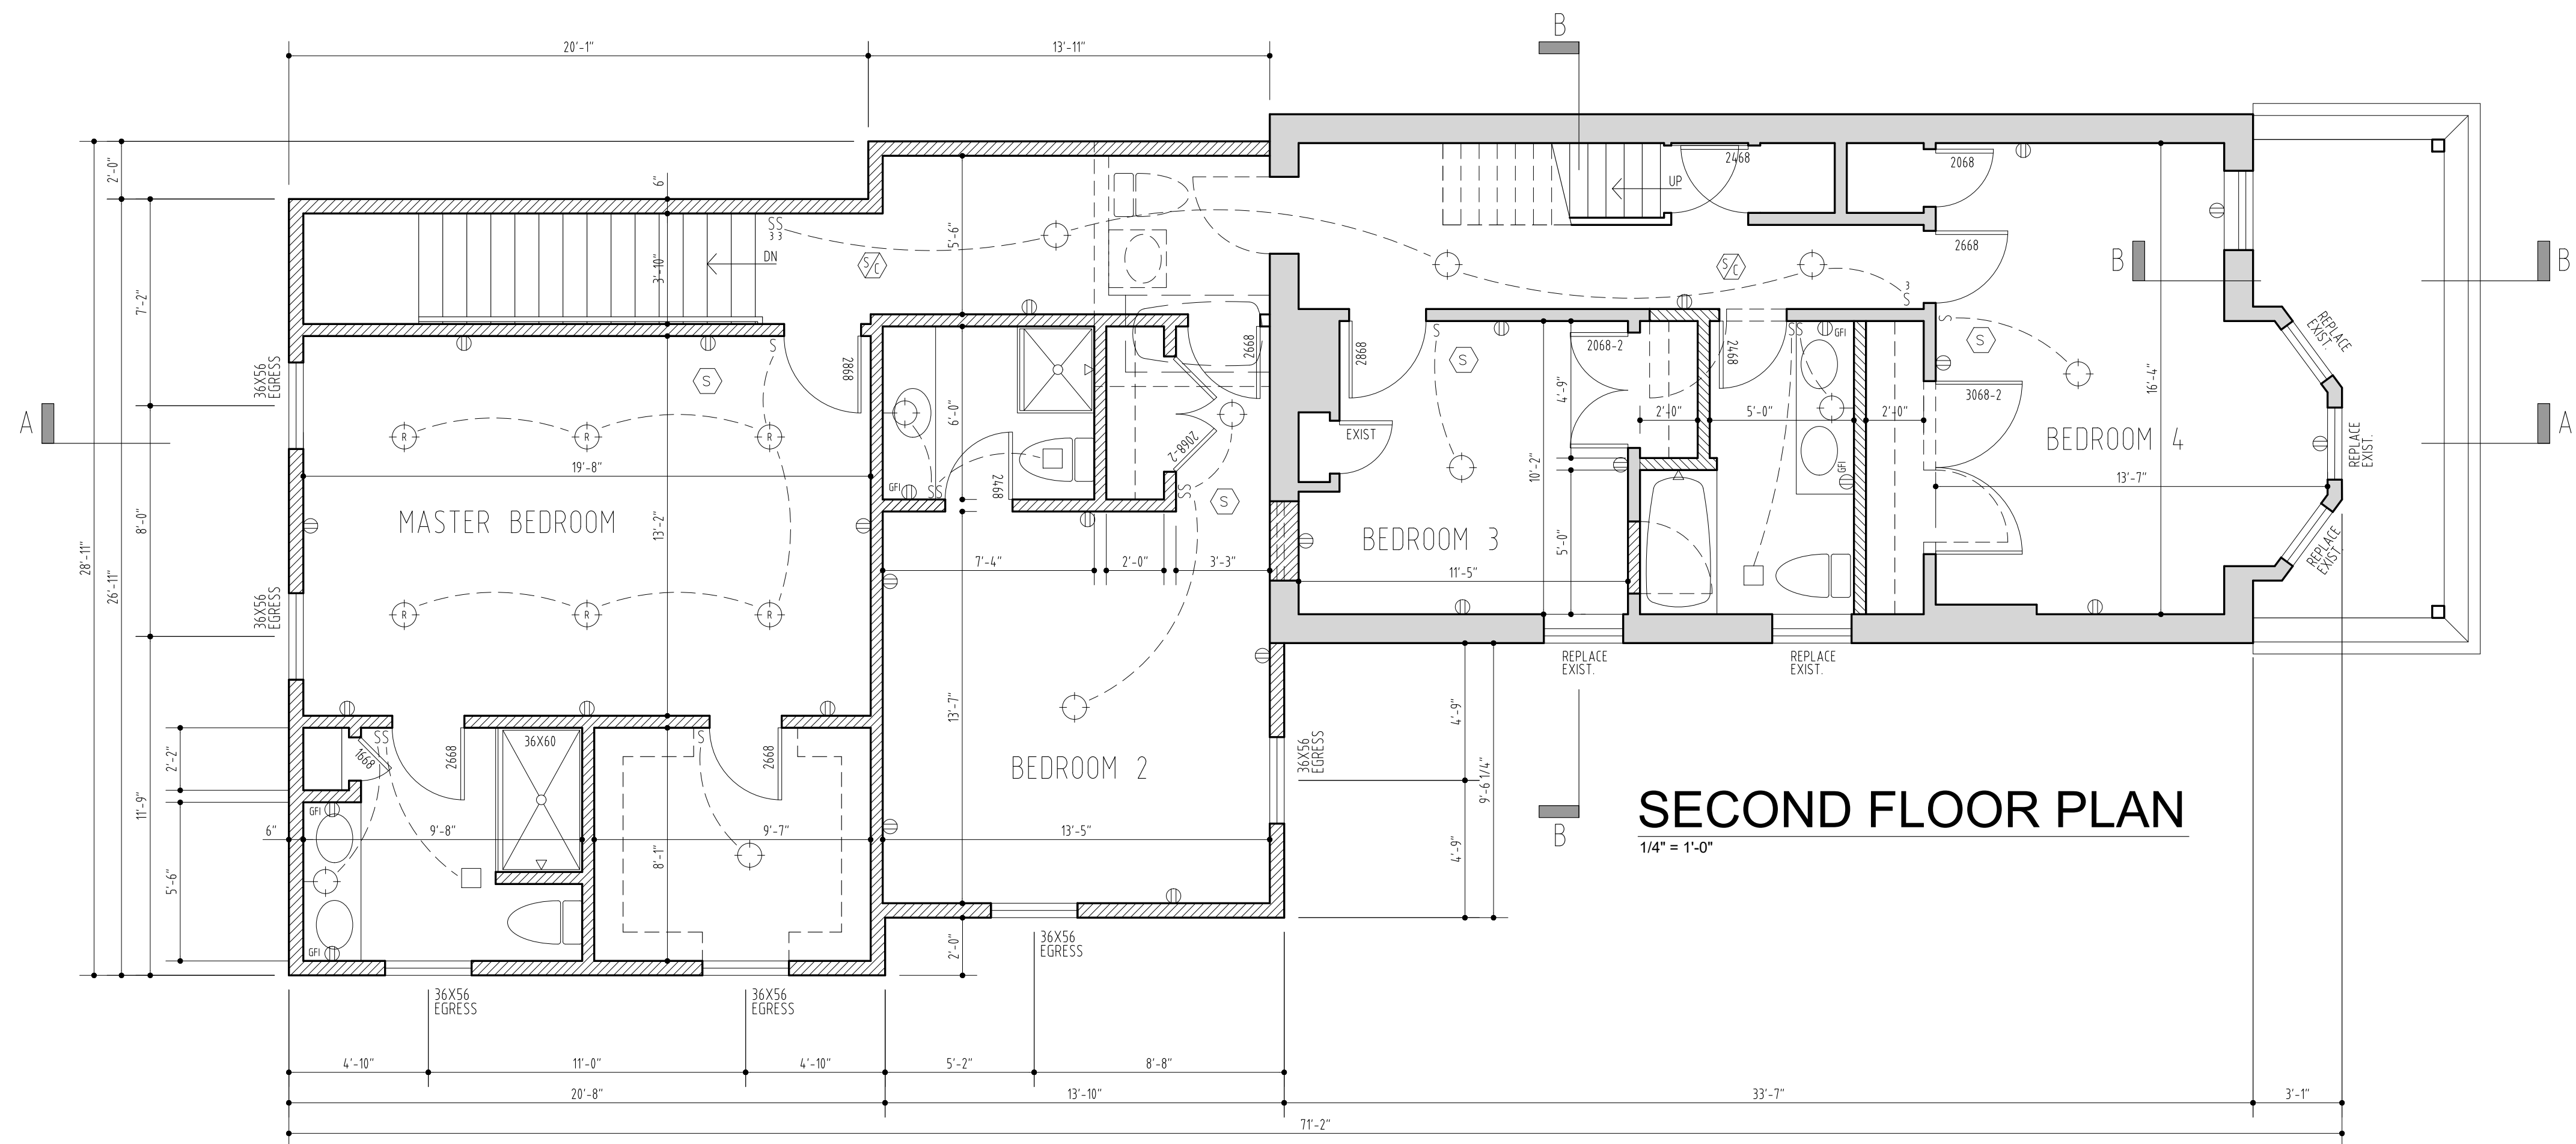 B
20'-1"
13'-11"
2'-0"
6"
SS
3 3
DN
S/C
5'-6"
3'-10"
UP
2468
2068
2668
B
B
7'-2"
36X56
EGRESS
S
2868
S
2668
2868
S
S
2068-2
4'-9"
2468
SS
GFI
S/C
3
S
S
S
REPLACE
EXIST.
16'-4"
A
A
R
R
R
19'-8"
6'-0"
2068-2
EXIST
2'-0"
5'-0"
2'-0"
3068-2
BEDROOM 4
REPLACE
EXIST.
GFI
SS
2468
SS
S
10'-2"
GFI
13'-7"
MASTER BEDROOM
13'-2"
28'-11"
26'-11"
8'-0"
36X56
EGRESS
7'-4"
2'-0"
3'-3"
BEDROOM 3
5'-0"
11'-5"
REPLACE
EXIST.
R
R
R
REPLACE
EXIST.
REPLACE
EXIST.
13'-7"
4'-9"
9'-6 1/4"
2'-2"
SS
1668
2668
36X60
S
2668
BEDROOM 2
36X56
EGRESS
11'-9"
GFI
6"
9'-8"
9'-7"
13'-5"
4'-9"
B
SECOND FLOOR PLAN
1/4" = 1'-0"
5'-6"
8'-1"
GFI
2'-0"
36X56
EGRESS
36X56
EGRESS
36X56
EGRESS
4'-10"
11'-0"
4'-10"
5'-2"
8'-8"
20'-8"
13'-10"
33'-7"
3'-1"
71'-2"